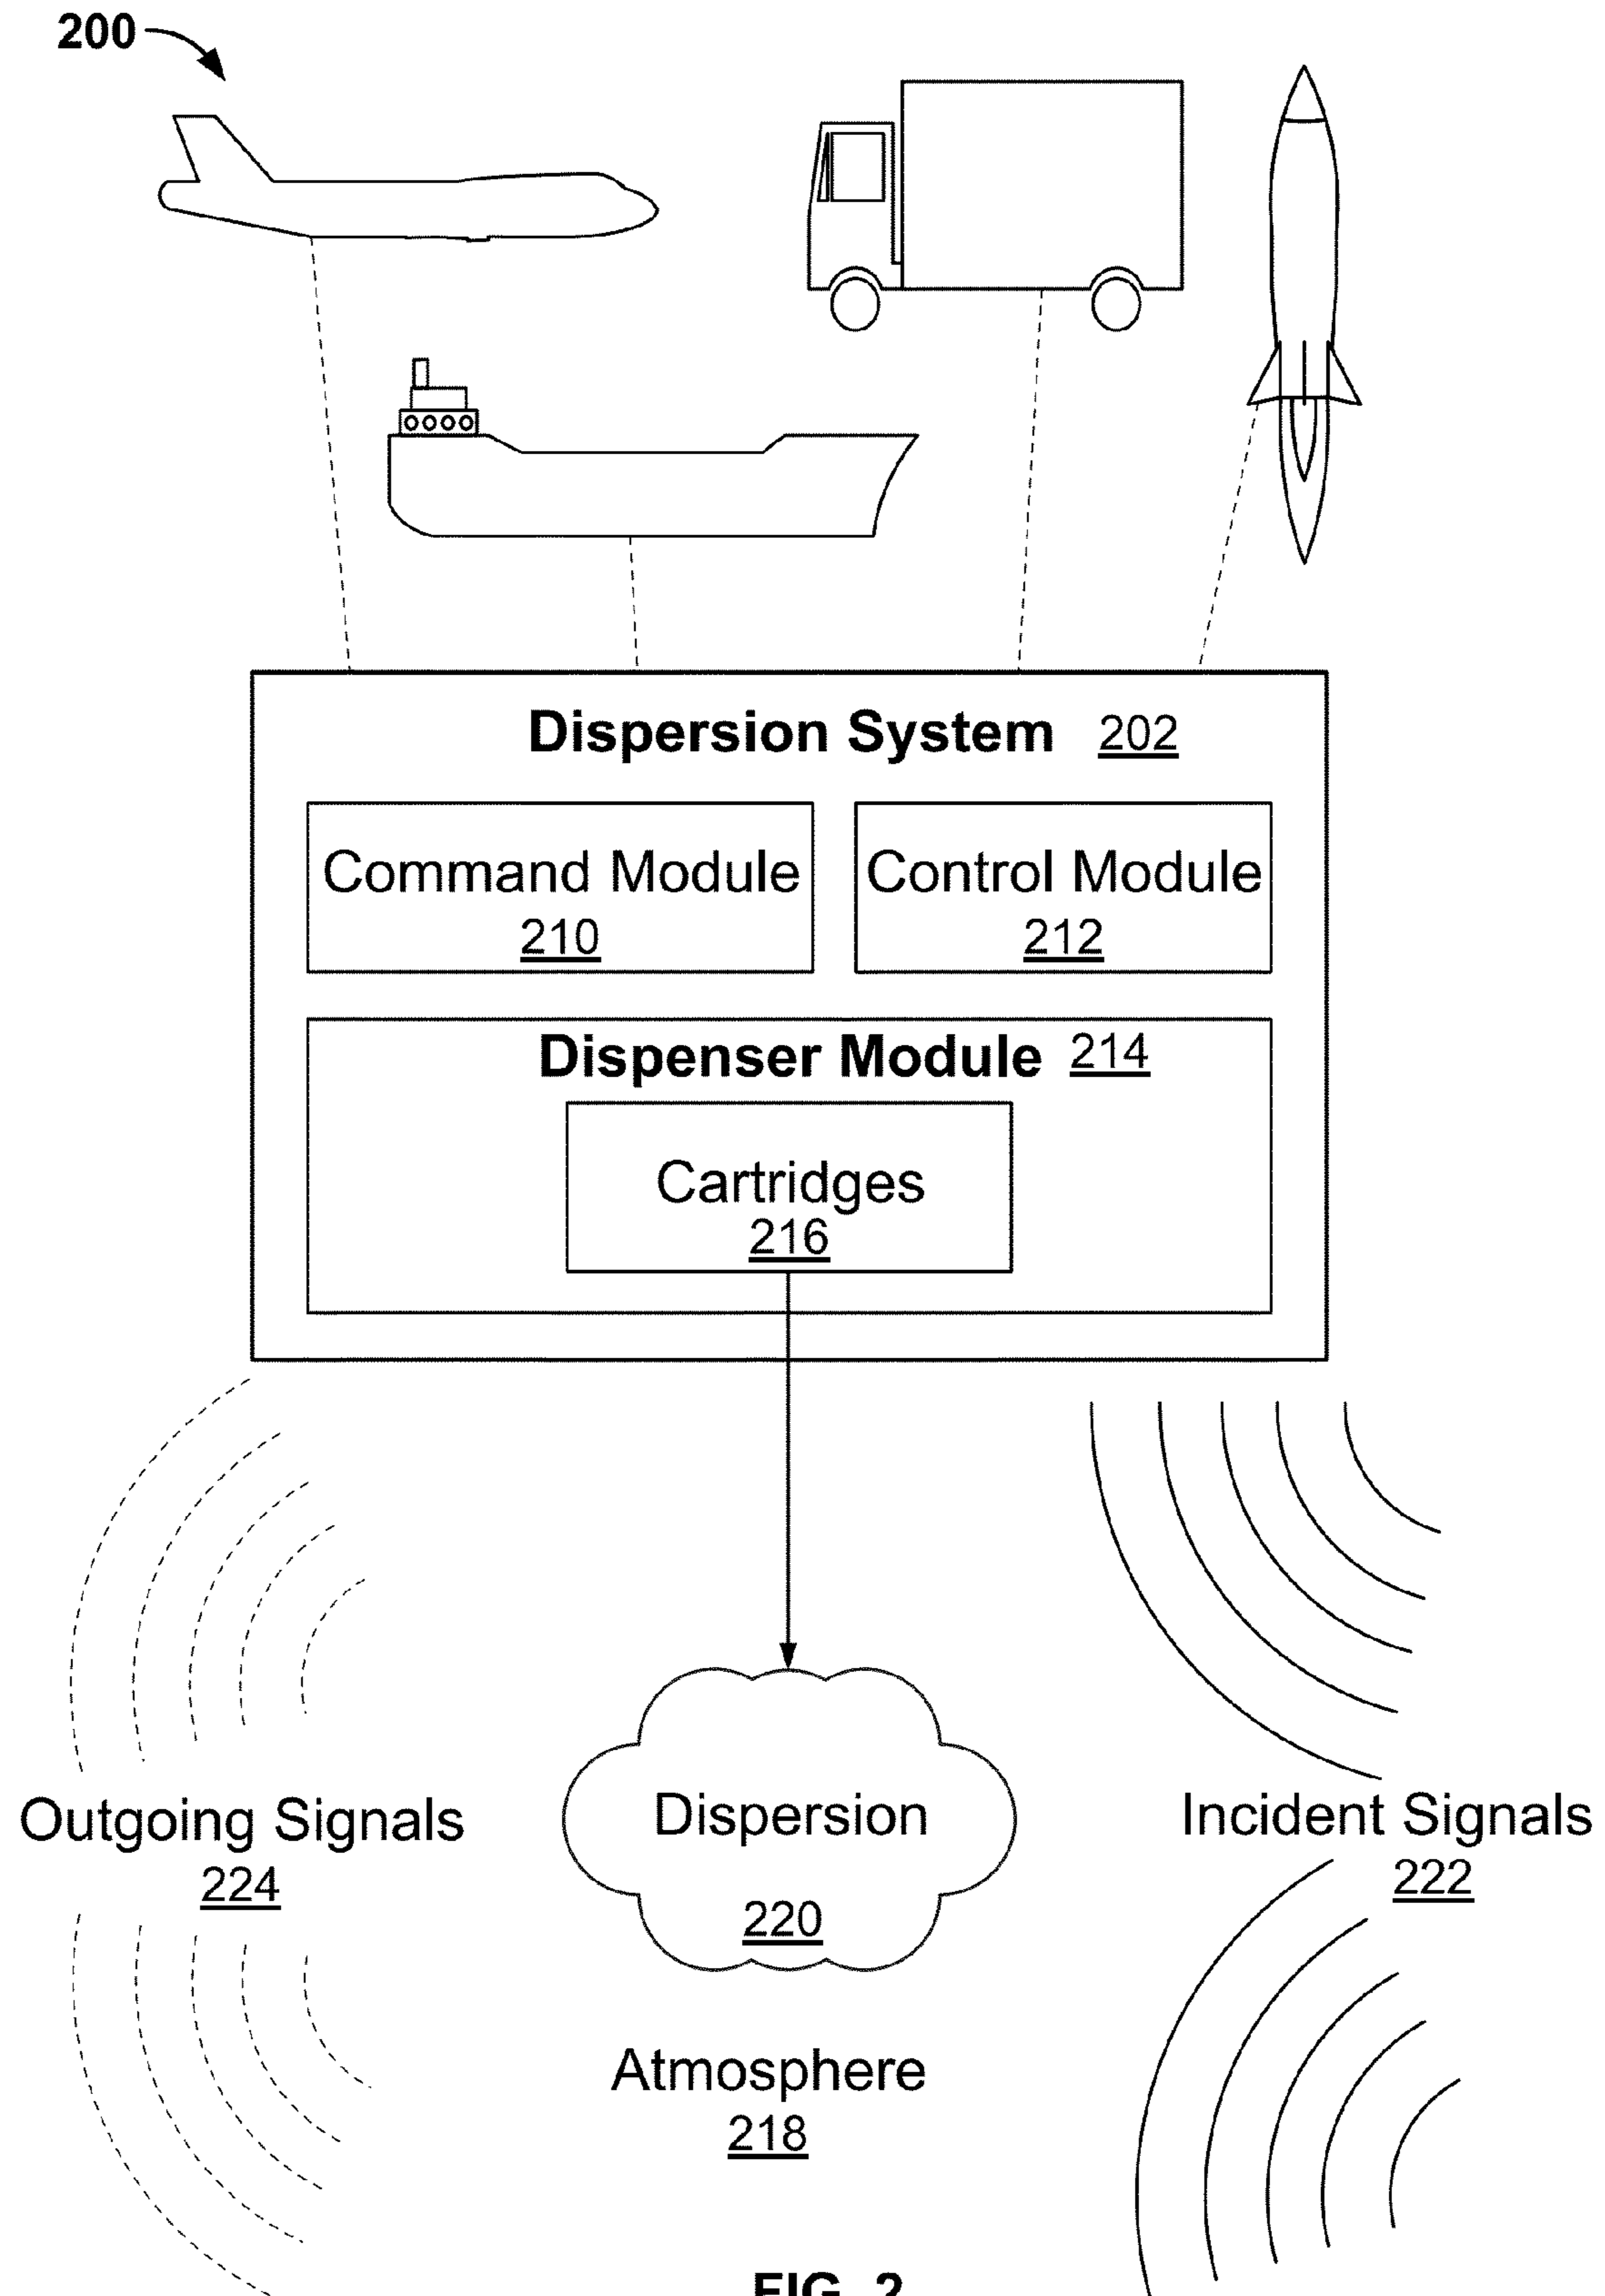 200
Dispersion System 202
Command Module
210
Control Module
212
Dispenser Module 214
Cartridges
216
Outgoing Signals
224
Dispersion
220
Incident Signals
222
Atmosphere
218
FIG. 2